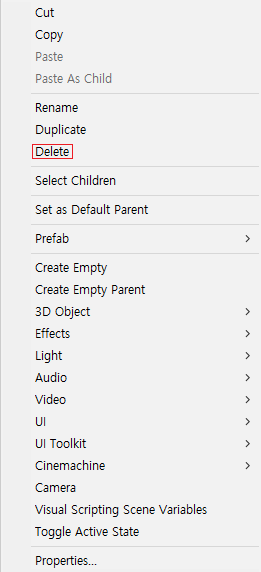 Cut
Copy
Paste
Paste As Child
Rename
Duplicate
Delete
Select Children
Set as Default Parent
Prefab
Create Empty
Create Empty Parent
3D Object
Effects
Light
Audio
Video
UI
UI Toolkit
Cinemachine
Camera
Visual Scripting Scene Variables
Toggle Active State
Properties...